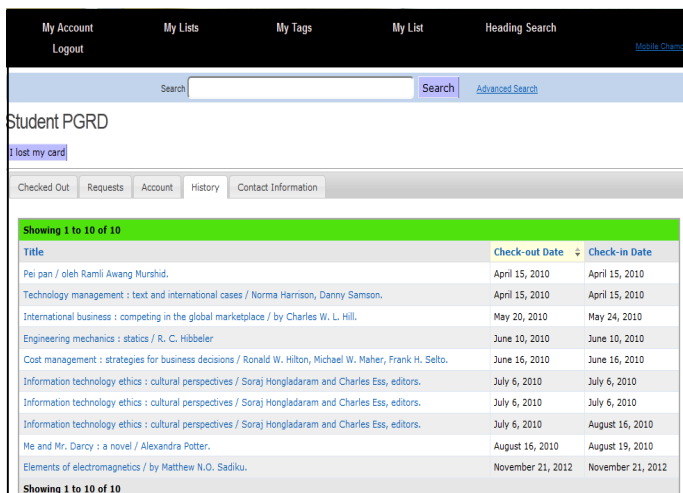 My Account My Lists My Tags My List Heading Search
Logout
Mobile Chamo
Search Search Advanced Search
Student PGRD
I lost my card
Checked Out Requests Account History Contact Information
Showing 1 to 10 of 10
Title Check-out Date Check-in Date
Pei pan / oleh Ramli Awang Murshid. April 15, 2010 April 15, 2010
Technology management : text and international cases / Norma Harrison, Danny Samson. April 15, 2010 April 15, 2010
International business : competing in the global marketplace / by Charles W. L. Hill. May 20, 2010 May 24, 2010
Engineering mechanics : statics / R. C. Hibbeler June 10, 2010 June 10, 2010
Cost management : strategies for business decisions / Ronald W. Hilton, Michael W. Maher, Frank H. Selto. June 16, 2010 June 16, 2010
Information technology ethics : cultural perspectives / Soraj Hongladaram and Charles Ess, editors. July 6, 2010 July 6, 2010
Information technology ethics : cultural perspectives / Soraj Hongladaram and Charles Ess, editors. July 6, 2010 July 6, 2010
Information technology ethics : cultural perspectives / Soraj Hongladaram and Charles Ess, editors. July 6, 2010 August 16, 2010
Me and Mr. Darcy : a novel / Alexandra Potter. August 16, 2010 August 19, 2010
Elements of electromagnetics / by Matthew N.O. Sadiku. November 21, 2012 November 21, 2012
Showing 1 to 10 of 10